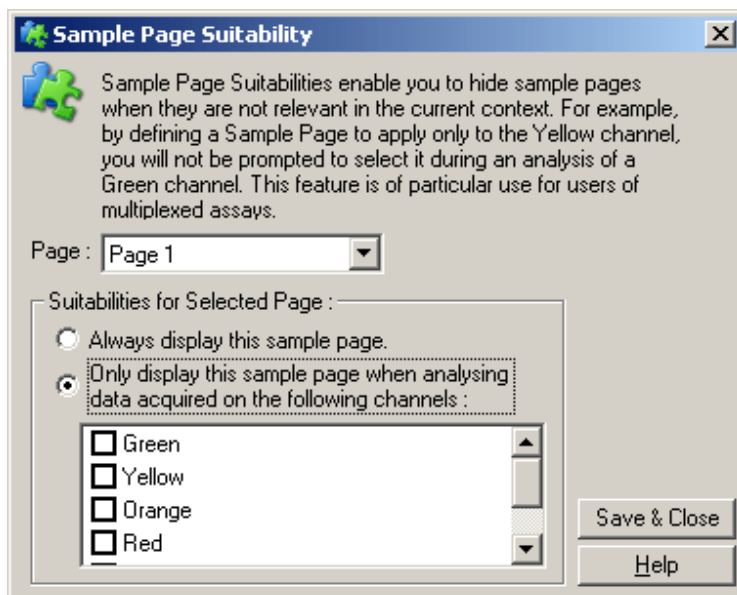 Sample Page Suitability
Sample Page Suitabilities enable you to hide sample pages
when they are not relevant in the current context. For example,
by defining a Sample Page to apply only to the Yellow channel,
you will not be prompted to select it during an analysis of a
Green channel. This feature is of particular use for users of
multiplexed assays.
Page : Page 1
Suitabilities for Selected Page :
Always display this sample page.
Only display this sample page when analysing
data acquired on the following channels :
Green
Yellow
Orange
Red
Save & Close
Help